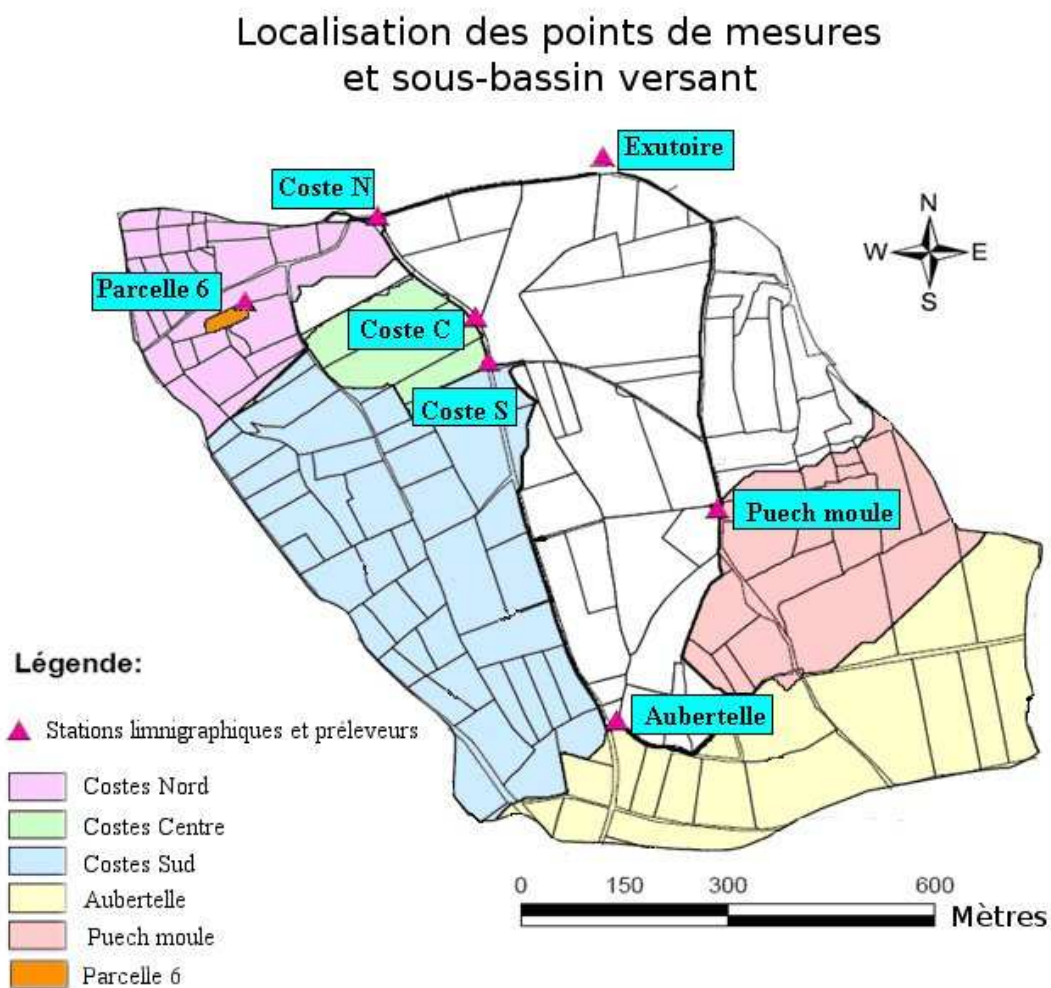 Localisation des points de mesures
et sous-bassin versant
Exutoire
Coste N
N
W
E
S
Parcelle 6
Coste C
Coste S
Puech moule
Aubertelle
Légende:
Stations limnigraphiques et préleveurs
Costes Nord
Costes Centre
Costes Sud
Aubertelle
Puech moule
Parcelle 6
0 150 300 600
Mètres